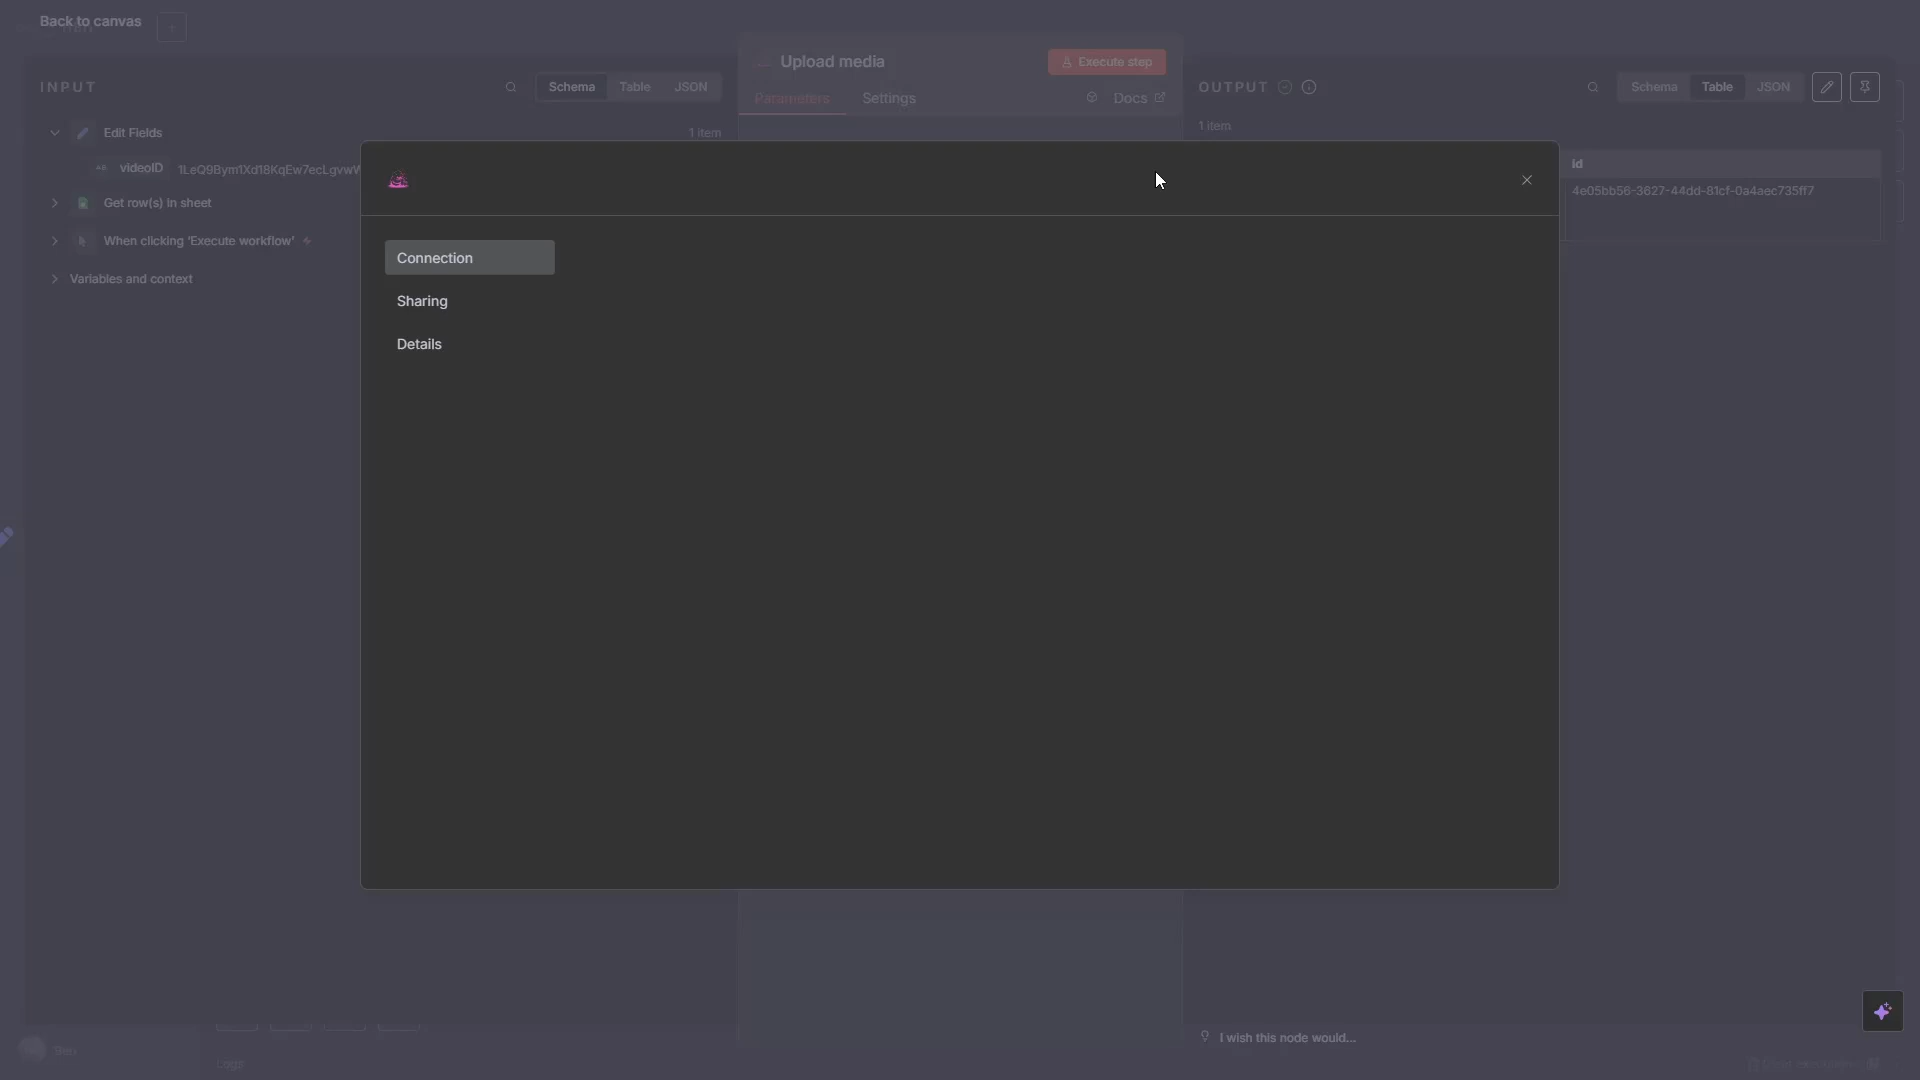 Back to canvas
INPUT
Schema
Table
JSON
Edit Fields
1 item
videoID
1LeQ9Bym1Xd18KqEw7ecLgvw
Get row(s) in sheet
When clicking 'Execute workflow'
Variables and context
Upload media
Execute step
Parameters
Settings
Docs
OUTPUT
Schema
Table
JSON
1 item
id
4e05bb56-3627-44dd-81cf-0a4aec735ff7
Connection
Sharing
Details
I wish this node would...
Logs